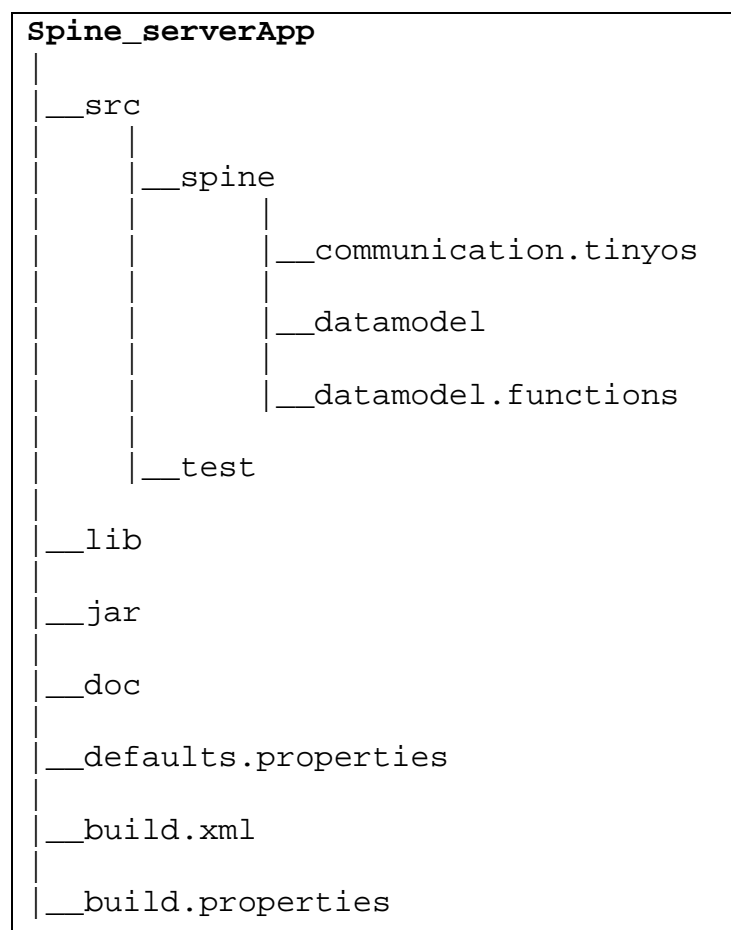 Spine_serverApp
|
|__src
|    |
|    |__spine
|    |    |
|    |    |__communication.tinyos
|    |    |
|    |    |__datamodel
|    |    |
|    |    |__datamodel.functions
|    |
|    |__test
|
|__lib
|
|__jar
|
|__doc
|
|__defaults.properties
|
|__build.xml
|
|__build.properties